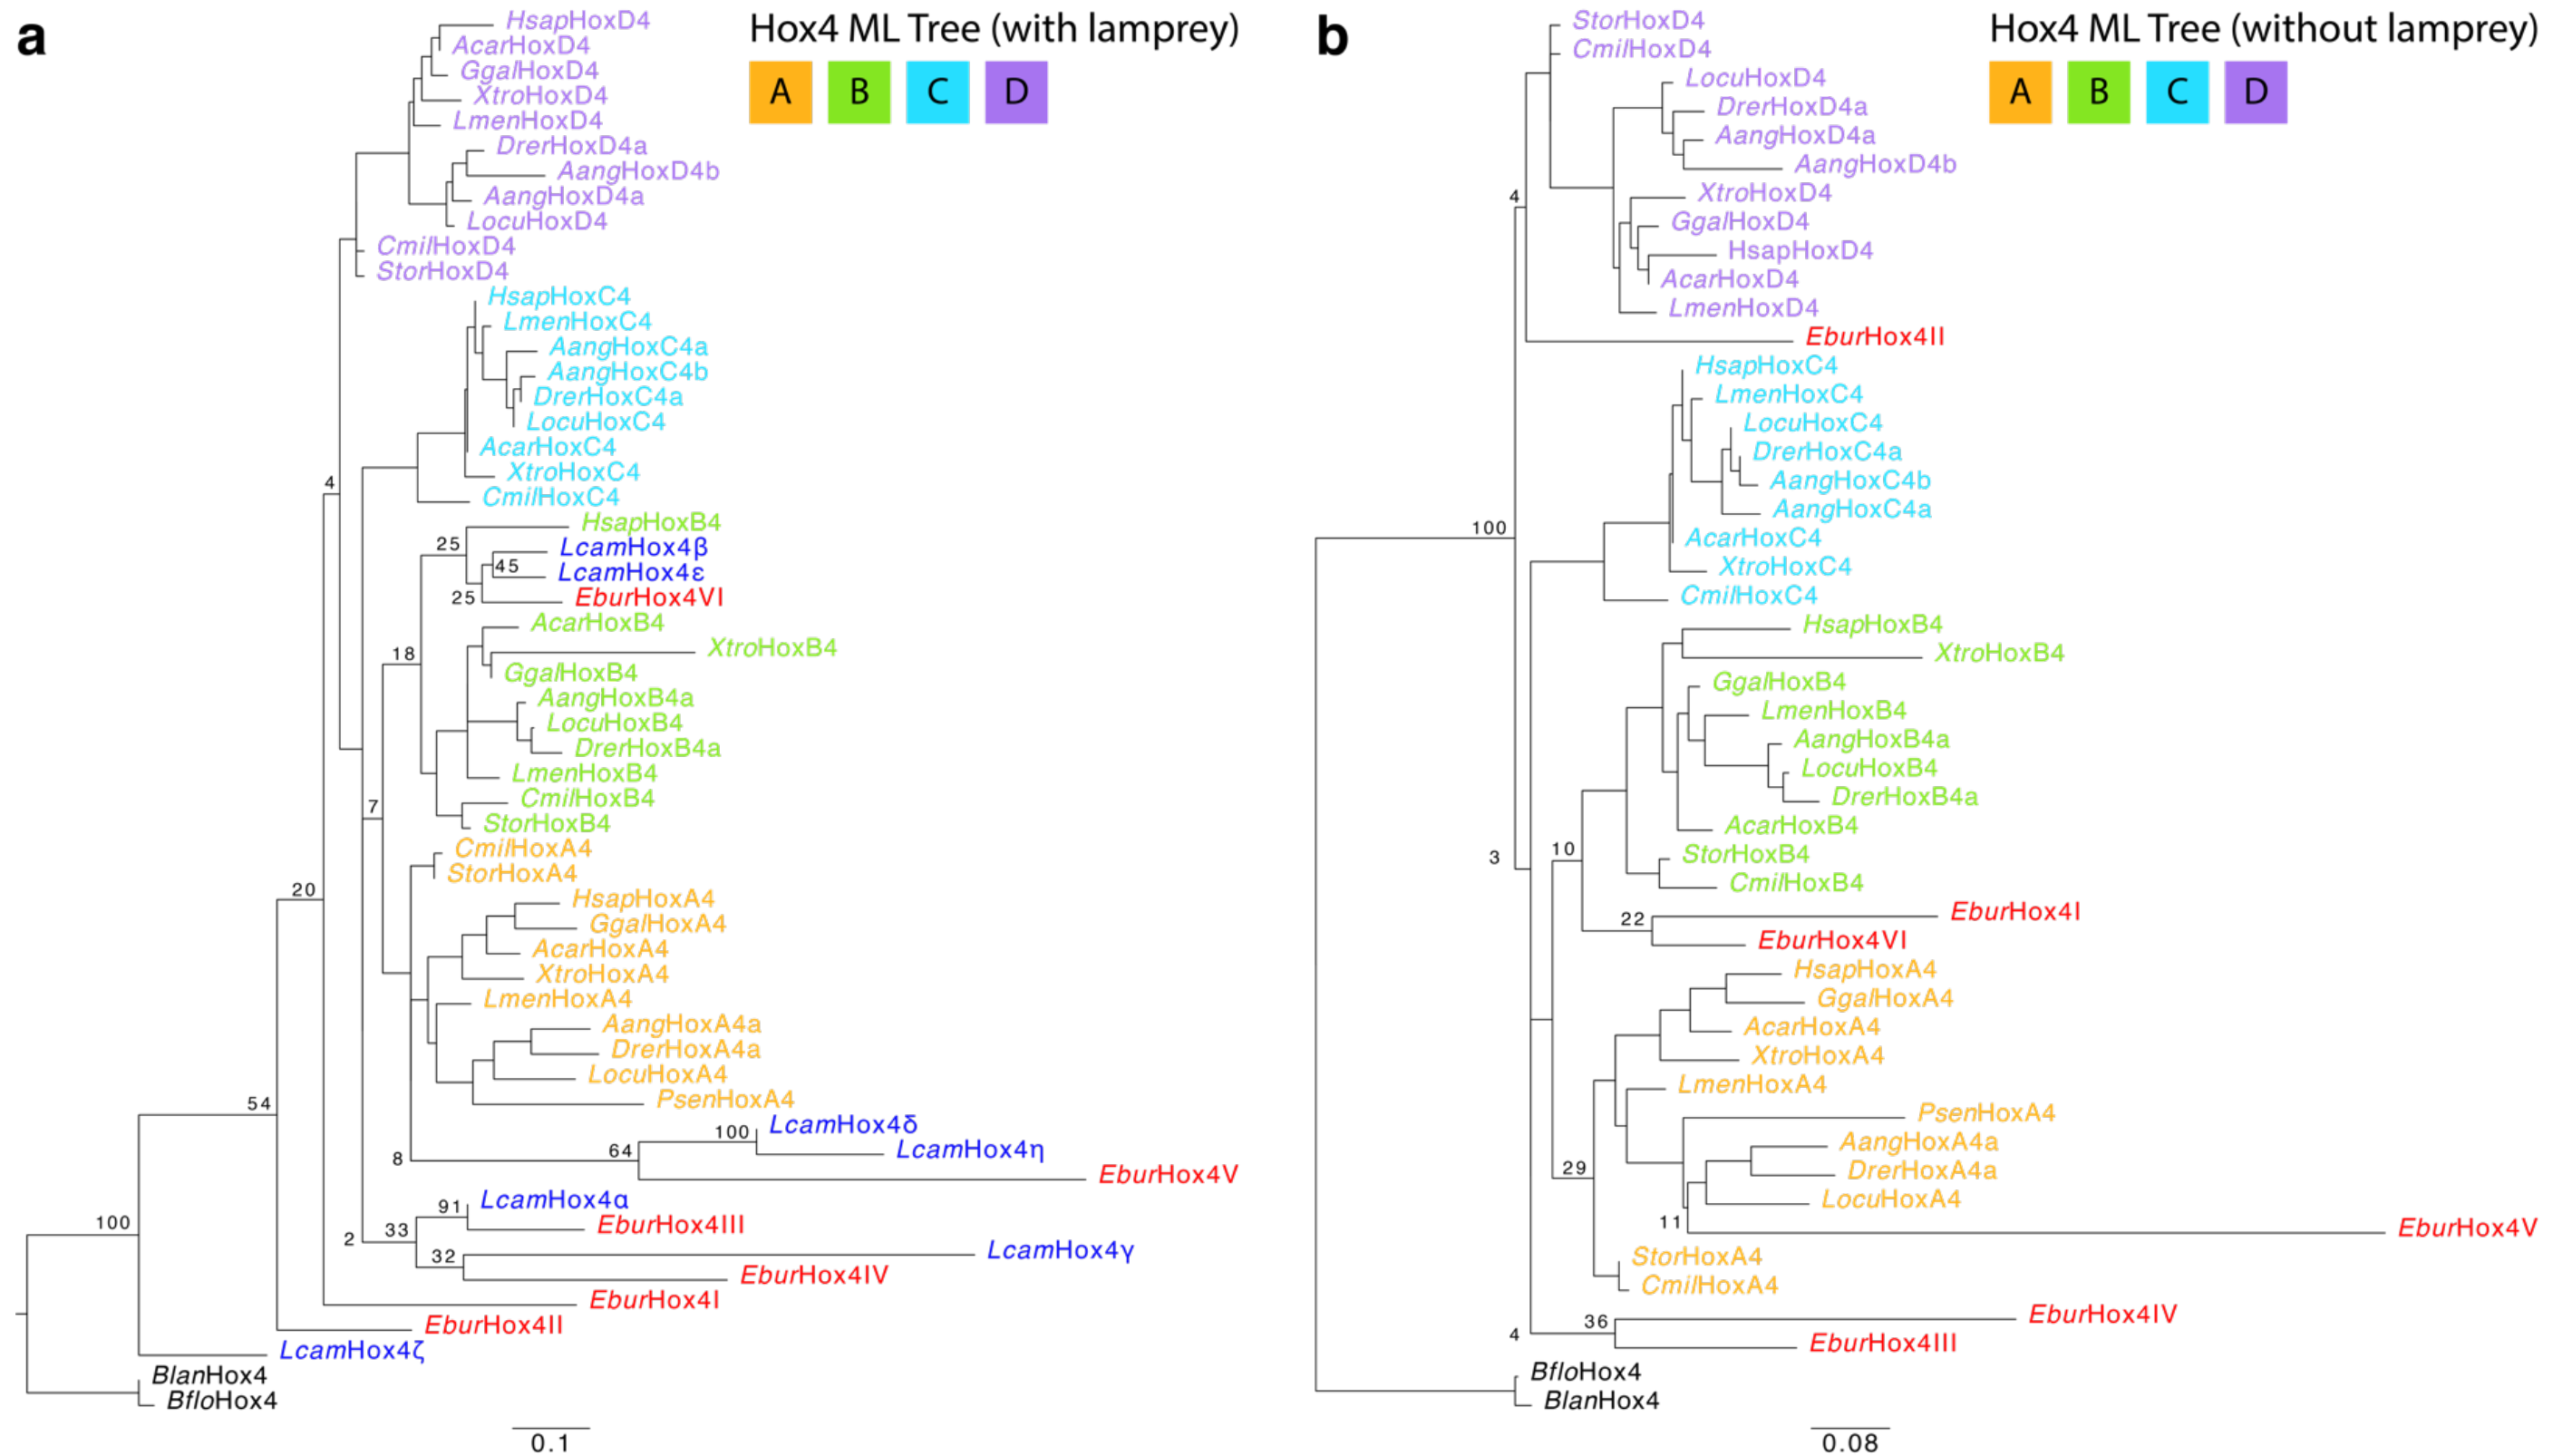 a
Hox4 ML Tree (with lamprey)
A B C D
HsapHoxD4
AcarHoxD4
GgalHoxD4
XtroHoxD4
LmenHoxD4
DrerHoxD4a
AangHoxD4b
AangHoxD4a
LocuHoxD4
CmilHoxD4
StorHoxD4
HsapHoxC4
LmenHoxC4
AangHoxC4a
AangHoxC4b
DrerHoxC4a
LocuHoxC4
AcarHoxC4
XtroHoxC4
4
CmilHoxC4
HsapHoxB4
25
LcamHox4β
45
LcamHox4ε
25
EburHox4VI
AcarHoxB4
XtroHoxB4
18
GgalHoxB4
AangHoxB4a
LocuHoxB4
DrerHoxB4a
LmenHoxB4
CmilHoxB4
7
StorHoxB4
CmilHoxA4
StorHoxA4
20
HsapHoxA4
GgalHoxA4
AcarHoxA4
XtroHoxA4
LmenHoxA4
AangHoxA4a
DrerHoxA4a
LocuHoxA4
PsenHoxA4
54
LcamHox4δ
100
LcamHox4η
64
8
EburHox4V
LcamHox4α
91
EburHox4III
33
100
2
LcamHox4γ
32
EburHox4IV
EburHox4I
EburHox4II
LcamHox4ζ
BlanHox4
BfloHox4
0.1
b
Hox4 ML Tree (without lamprey)
A B C D
StorHoxD4
CmilHoxD4
LocuHoxD4
DrerHoxD4a
AangHoxD4a
AangHoxD4b
XtroHoxD4
4
GgalHoxD4
HsapHoxD4
AcarHoxD4
LmenHoxD4
EburHox4II
HsapHoxC4
LmenHoxC4
LocuHoxC4
DrerHoxC4a
AangHoxC4b
AangHoxC4a
100
AcarHoxC4
XtroHoxC4
CmilHoxC4
HsapHoxB4
XtroHoxB4
GgalHoxB4
LmenHoxB4
AangHoxB4a
LocuHoxB4
DrerHoxB4a
AcarHoxB4
10
3
StorHoxB4
CmilHoxB4
EburHox4I
22
EburHox4VI
HsapHoxA4
GgalHoxA4
AcarHoxA4
XtroHoxA4
LmenHoxA4
PsenHoxA4
AangHoxA4a
29
DrerHoxA4a
LocuHoxA4
11
EburHox4V
StorHoxA4
CmilHoxA4
EburHox4IV
36
4
EburHox4III
BfloHox4
BlanHox4
0.08